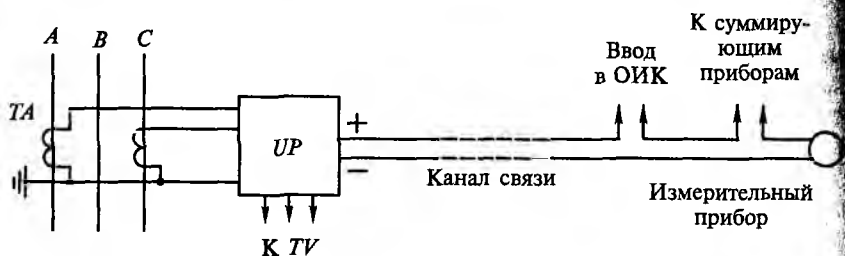 A B C
TA
UP
+
−
К TV
Канал связи
Ввод
в ОИК
К суммиру-
ющим
приборам
Измерительный
прибор